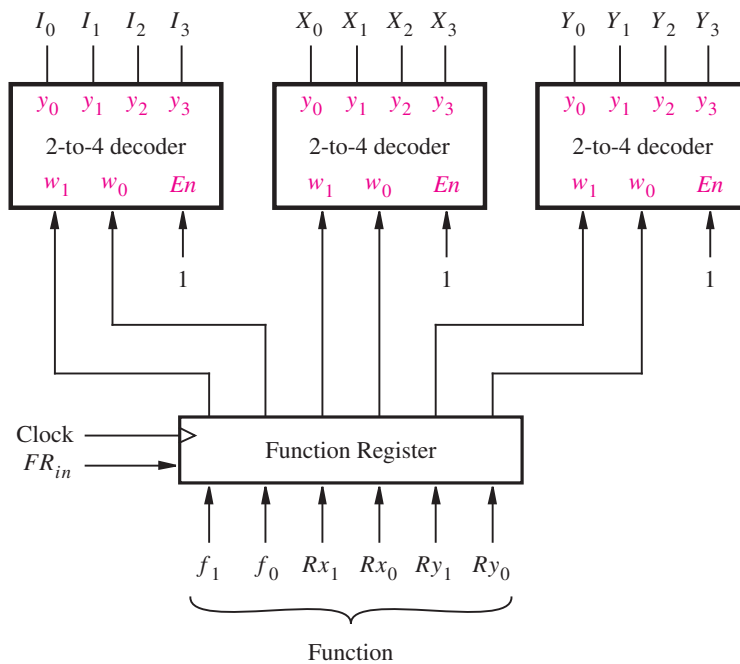 I0 I1 I2 I3 X0 X1 X2 X3 Y0 Y1 Y2 Y3
y0 y1 y2 y3 y0 y1 y2 y3 y0 y1 y2 y3
2-to-4 decoder 2-to-4 decoder 2-to-4 decoder
w1 w0 En w1 w0 En w1 w0 En
1 1 1
Clock
Function Register
FRin
f1 f0 Rx1 Rx0 Ry1 Ry0
Function